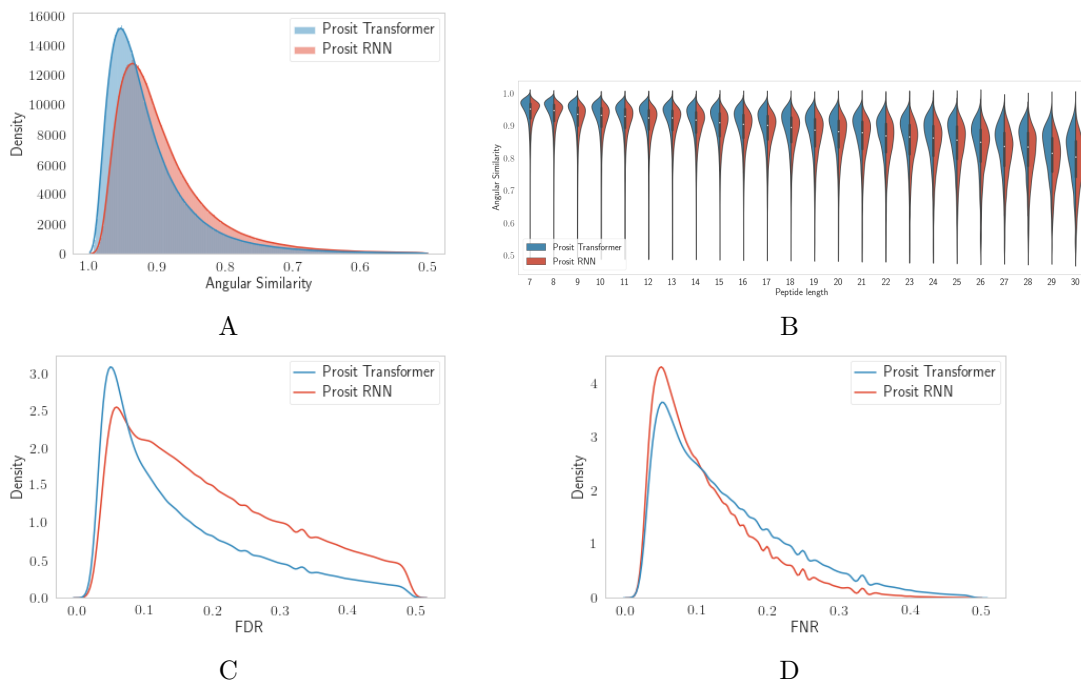 16000
14000
12000
10000
8000
6000
4000
2000
0
Density
1.0 0.9 0.8 0.7 0.6 0.5
Angular Similarity
Prosit Transformer
Prosit RNN
A
1.0
0.9
0.8
0.7
0.6
0.5
Angular Similarity
Prosit Transformer
Prosit RNN
7 8 9 10 11 12 13 14 15 16 17 18 19 20 21 22 23 24 25 26 27 28 29 30
Peptide length
B
3.0
2.5
2.0
1.5
1.0
0.5
0.0
Density
0.0 0.1 0.2 0.3 0.4 0.5
FDR
Prosit Transformer
Prosit RNN
C
4
3
2
1
0
Density
0.0 0.1 0.2 0.3 0.4 0.5
FNR
Prosit Transformer
Prosit RNN
D